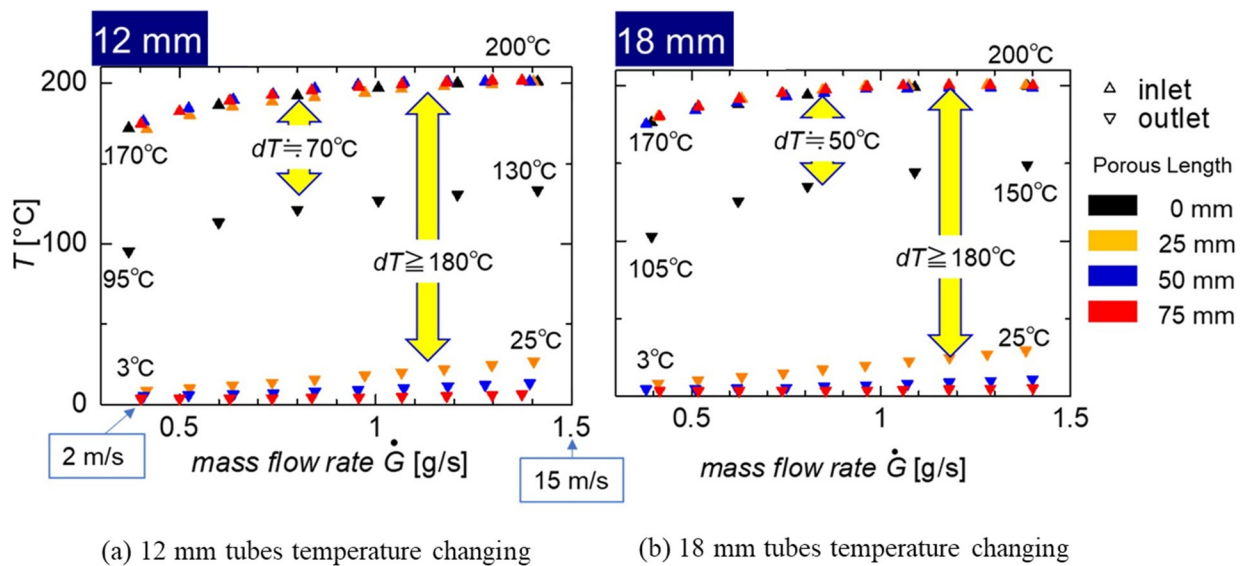 12 mm
200℃
200
170℃
dT≒70℃
130℃
100
T [℃]
95℃
dT≧180℃
3℃
25℃
0
0.5
1
1.5
2 m/s
mass flow rate Ġ [g/s]
15 m/s
18 mm
200℃
170℃
dT≒50℃
150℃
105℃
dT≧180℃
3℃
25℃
0.5
1
1.5
mass flow rate Ġ [g/s]
inlet
outlet
Porous Length
0 mm
25 mm
50 mm
75 mm
(a) 12 mm tubes temperature changing
(b) 18 mm tubes temperature changing